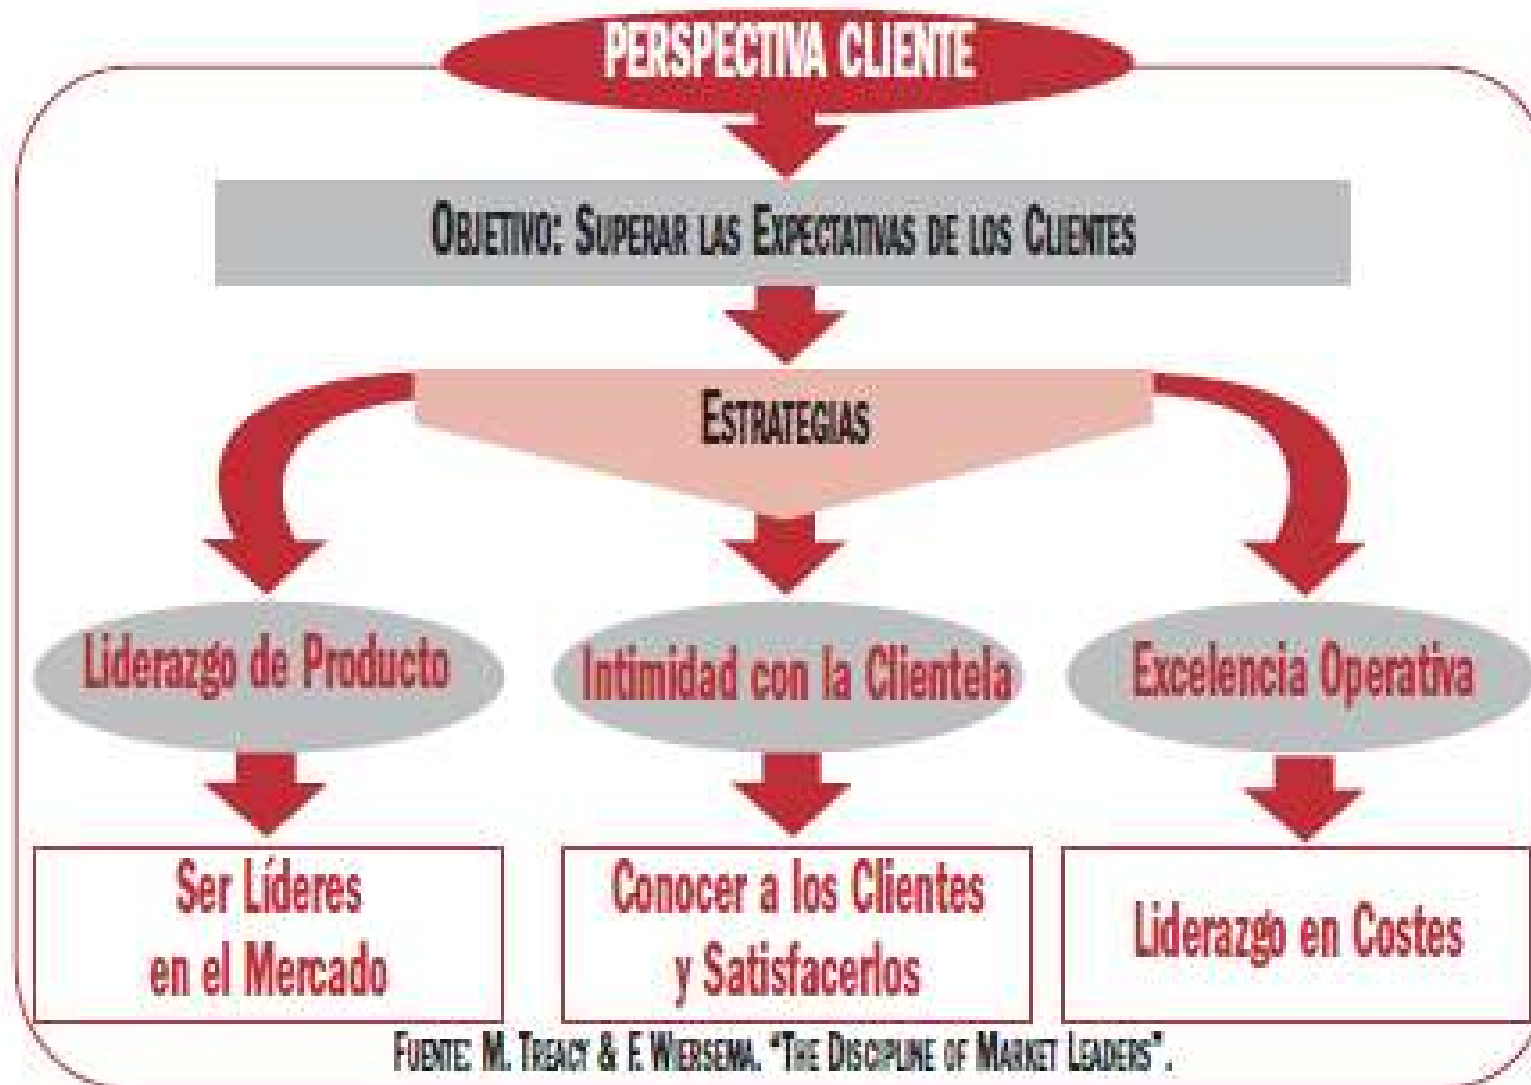 PERSPECTIVA CLIENTE
OBJETIVO: SUPERAR LAS EXPECTATIVAS DE LOS CLIENTES
ESTRATEGIAS
Liderazgo de Producto
Intimidad con la Clientela
Excelencia Operativa
Ser Líderes
en el Mercado
Conocer a los Clientes
y Satisfacerlos
Liderazgo en Costes
FUENTE: M. TREACY & F. WIERSEMA. "THE DISCIPLINE OF MARKET LEADERS".